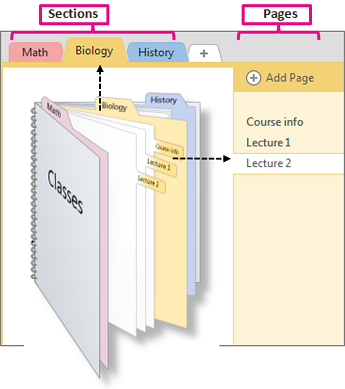 Sections
Pages
Math
Biology
History
+
Add Page
Course info
Lecture 1
Lecture 2
Math
Biology
History
Course info
Lecture 1
Lecture 2
Classes